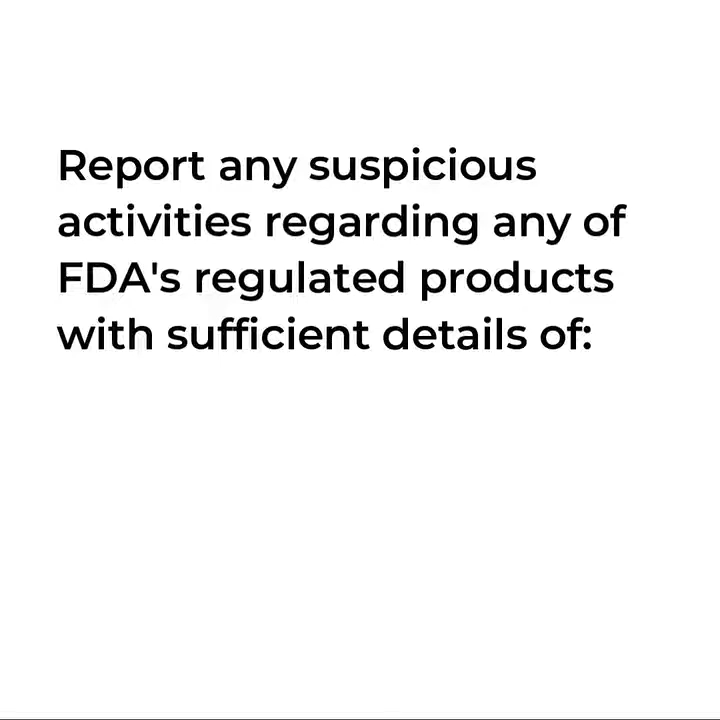 Report any suspicious
activities regarding any of
FDA's regulated products
with sufficient details of: